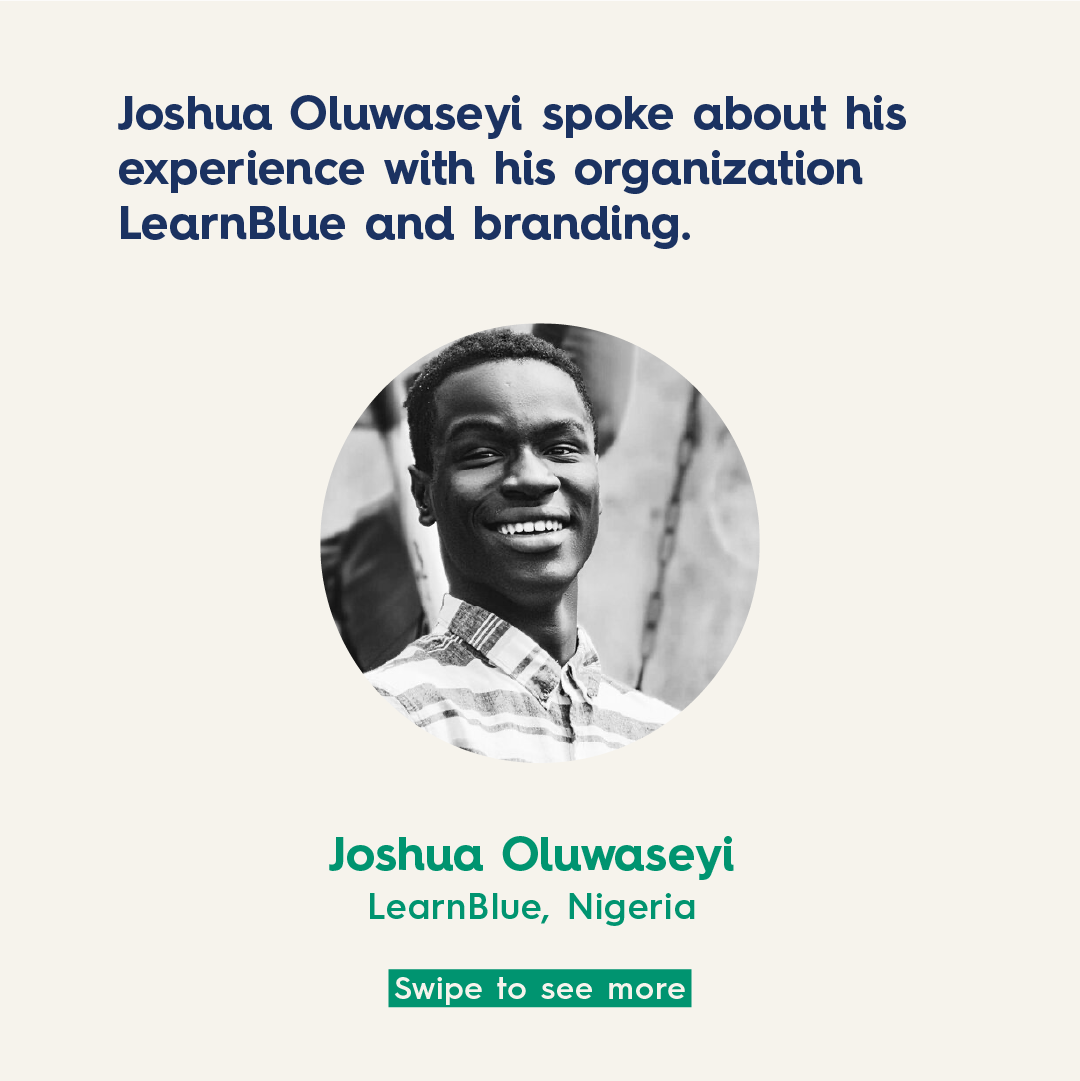 Joshua Oluwaseyi spoke about his
experience with his organization
LearnBlue and branding.
Joshua Oluwaseyi
LearnBlue, Nigeria
Swipe to see more